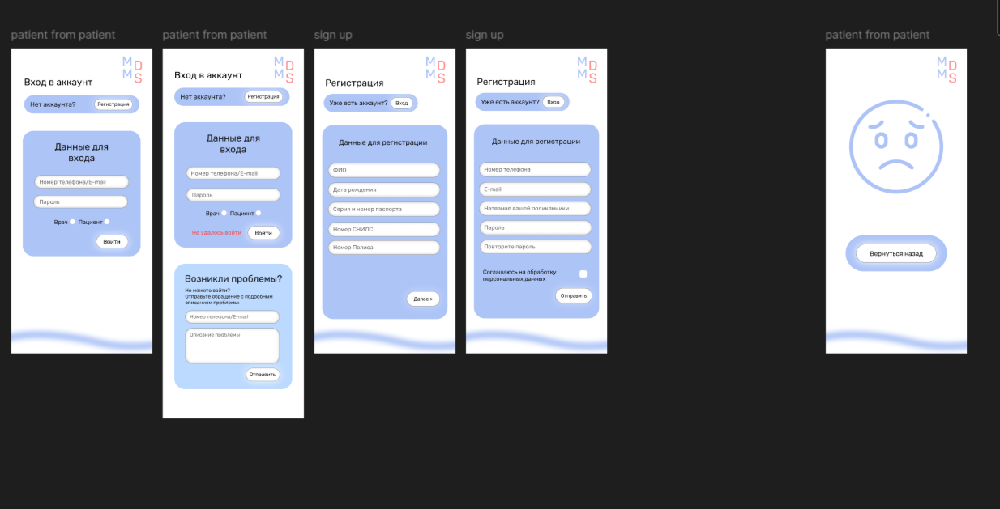 patient from patient
M D
M S
Вход в аккаунт
Нет аккаунта?
Регистрация
Данные для
входа
Номер телефона/E-mail
Пароль
Врач
Пациент
Войти
patient from patient
M D
M S
Вход в аккаунт
Нет аккаунта?
Регистрация
Данные для
входа
Номер телефона/E-mail
Пароль
Врач
Пациент
Не удалось войти
Войти
Возникли проблемы?
Не можете войти?
Отправьте обращение с подробным
описанием проблемы:
Номер телефона/E-mail
Описание проблемы
Отправить
sign up
M D
M S
Регистрация
Уже есть аккаунт?
Вход
Данные для регистрации
ФИО
Дата рождения
Серия и номер паспорта
Номер СНИЛС
Номер Полиса
Далее >
sign up
M D
M S
Регистрация
Уже есть аккаунт?
Вход
Данные для регистрации
Номер телефона
E-mail
Название вашей поликлиники
Пароль
Повторите пароль
Соглашаюсь на обработку
персональных данных
Отправить
patient from patient
M D
M S
Вернуться назад